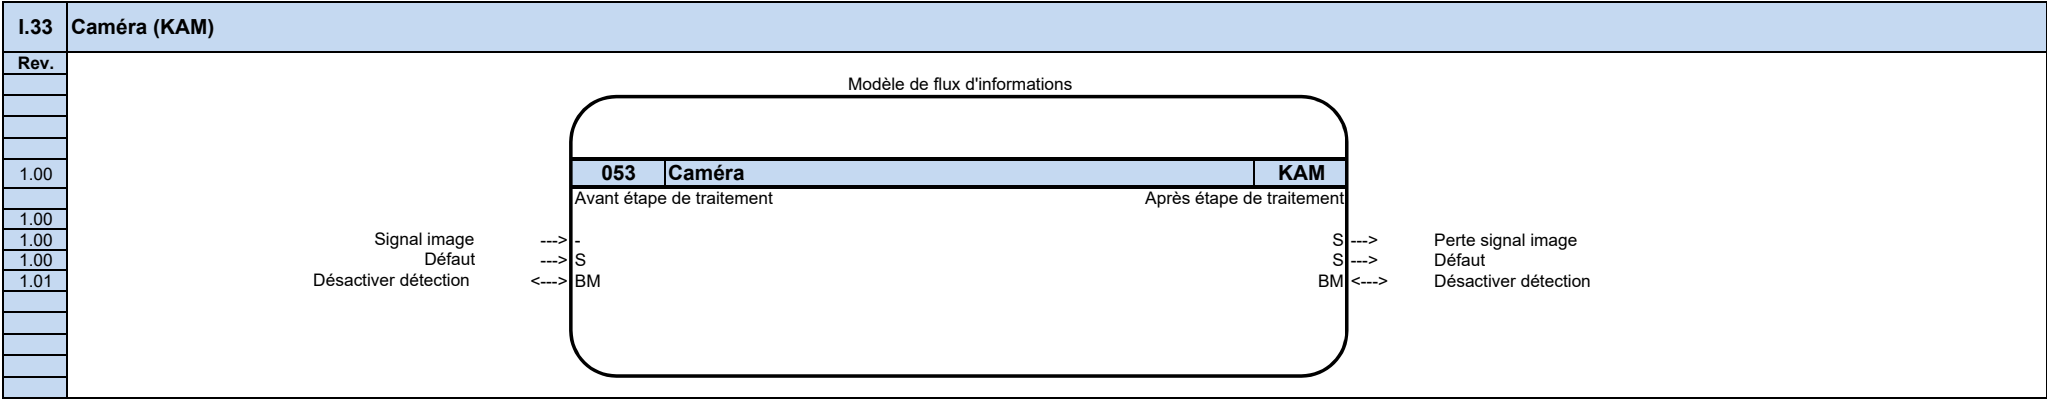 I.33 Caméra (KAM)
Rev.
Modèle de flux d'informations
1.00 053 Caméra KAM
Avant étape de traitement Après étape de traitement
1.00
1.00 Signal image ---> - S ---> Perte signal image
1.00 Défaut ---> S S ---> Défaut
1.01 Désactiver détection <---> BM BM <---> Désactiver détection